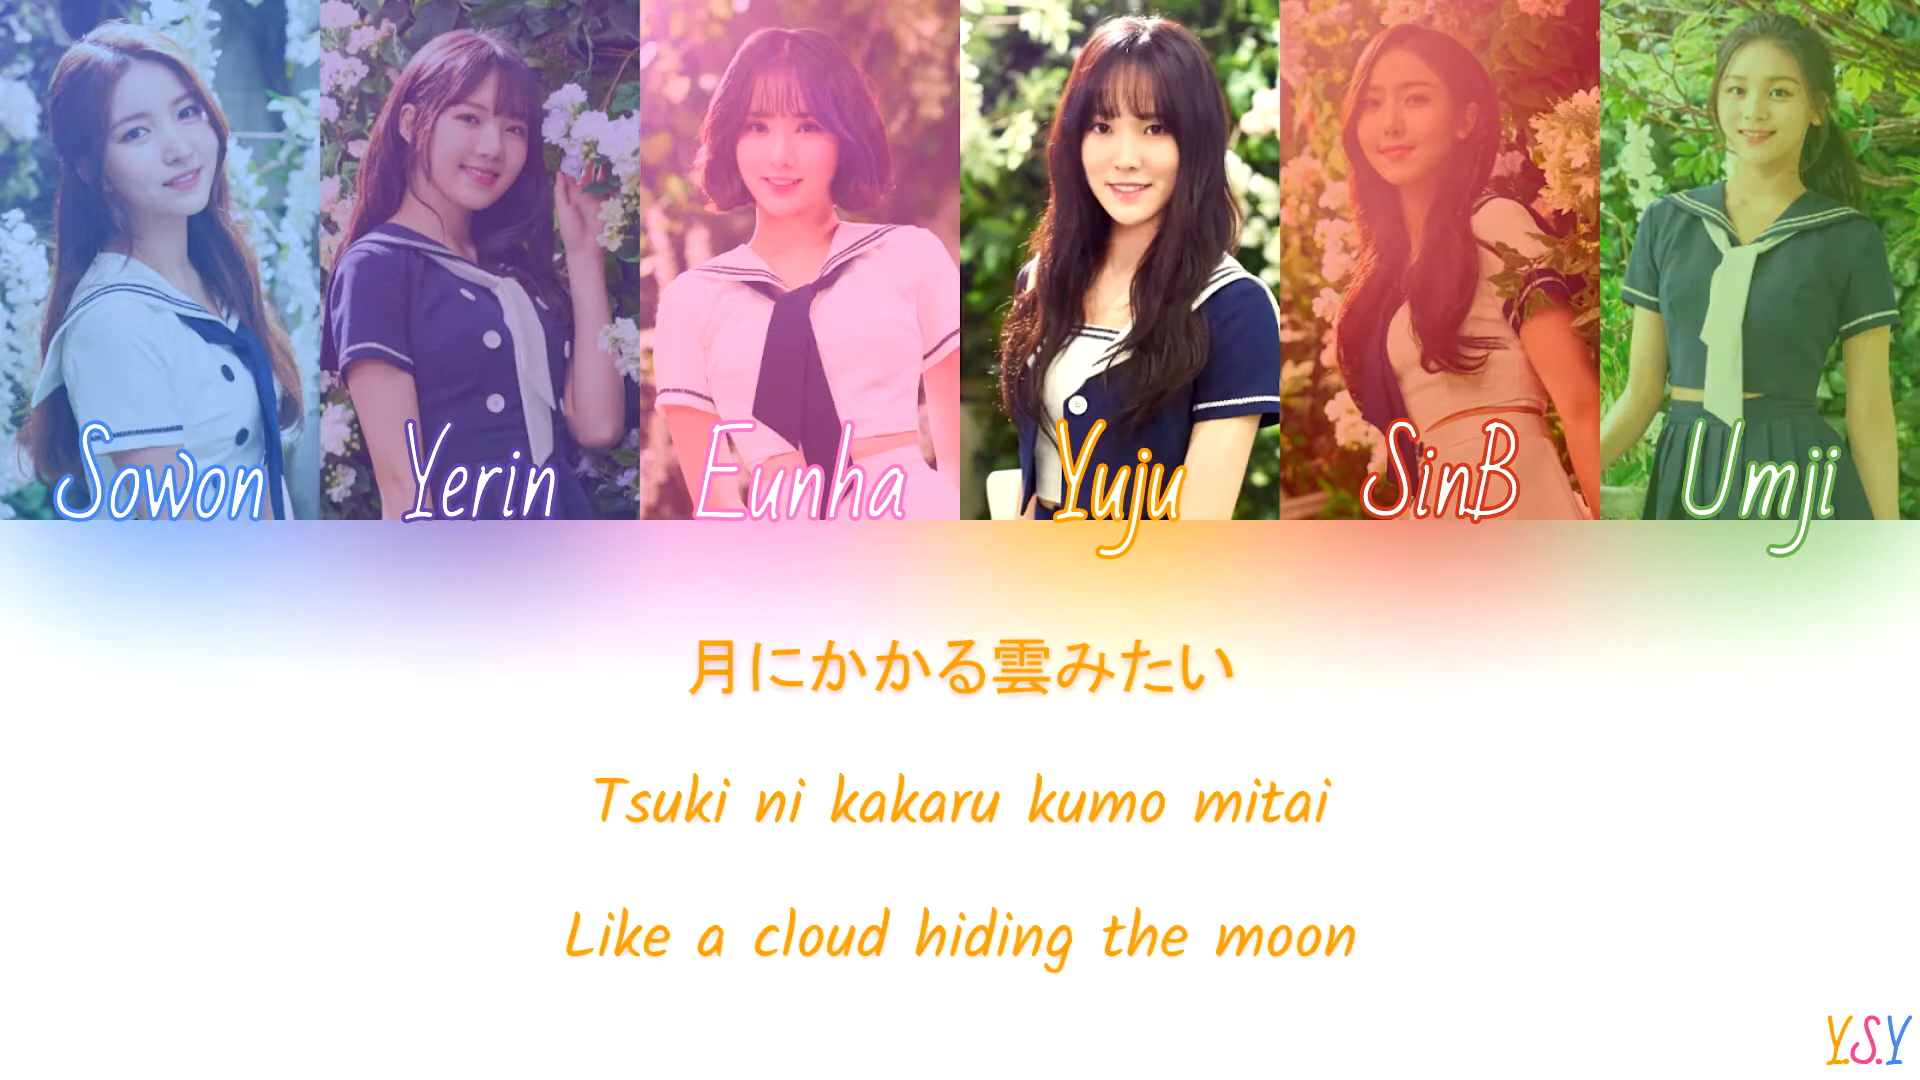 Sowon Yerin Eunha Yuju SinB Umji
月にかかる雲みたい
Tsuki ni kakaru kumo mitai
Like a cloud hiding the moon
Y.S.Y